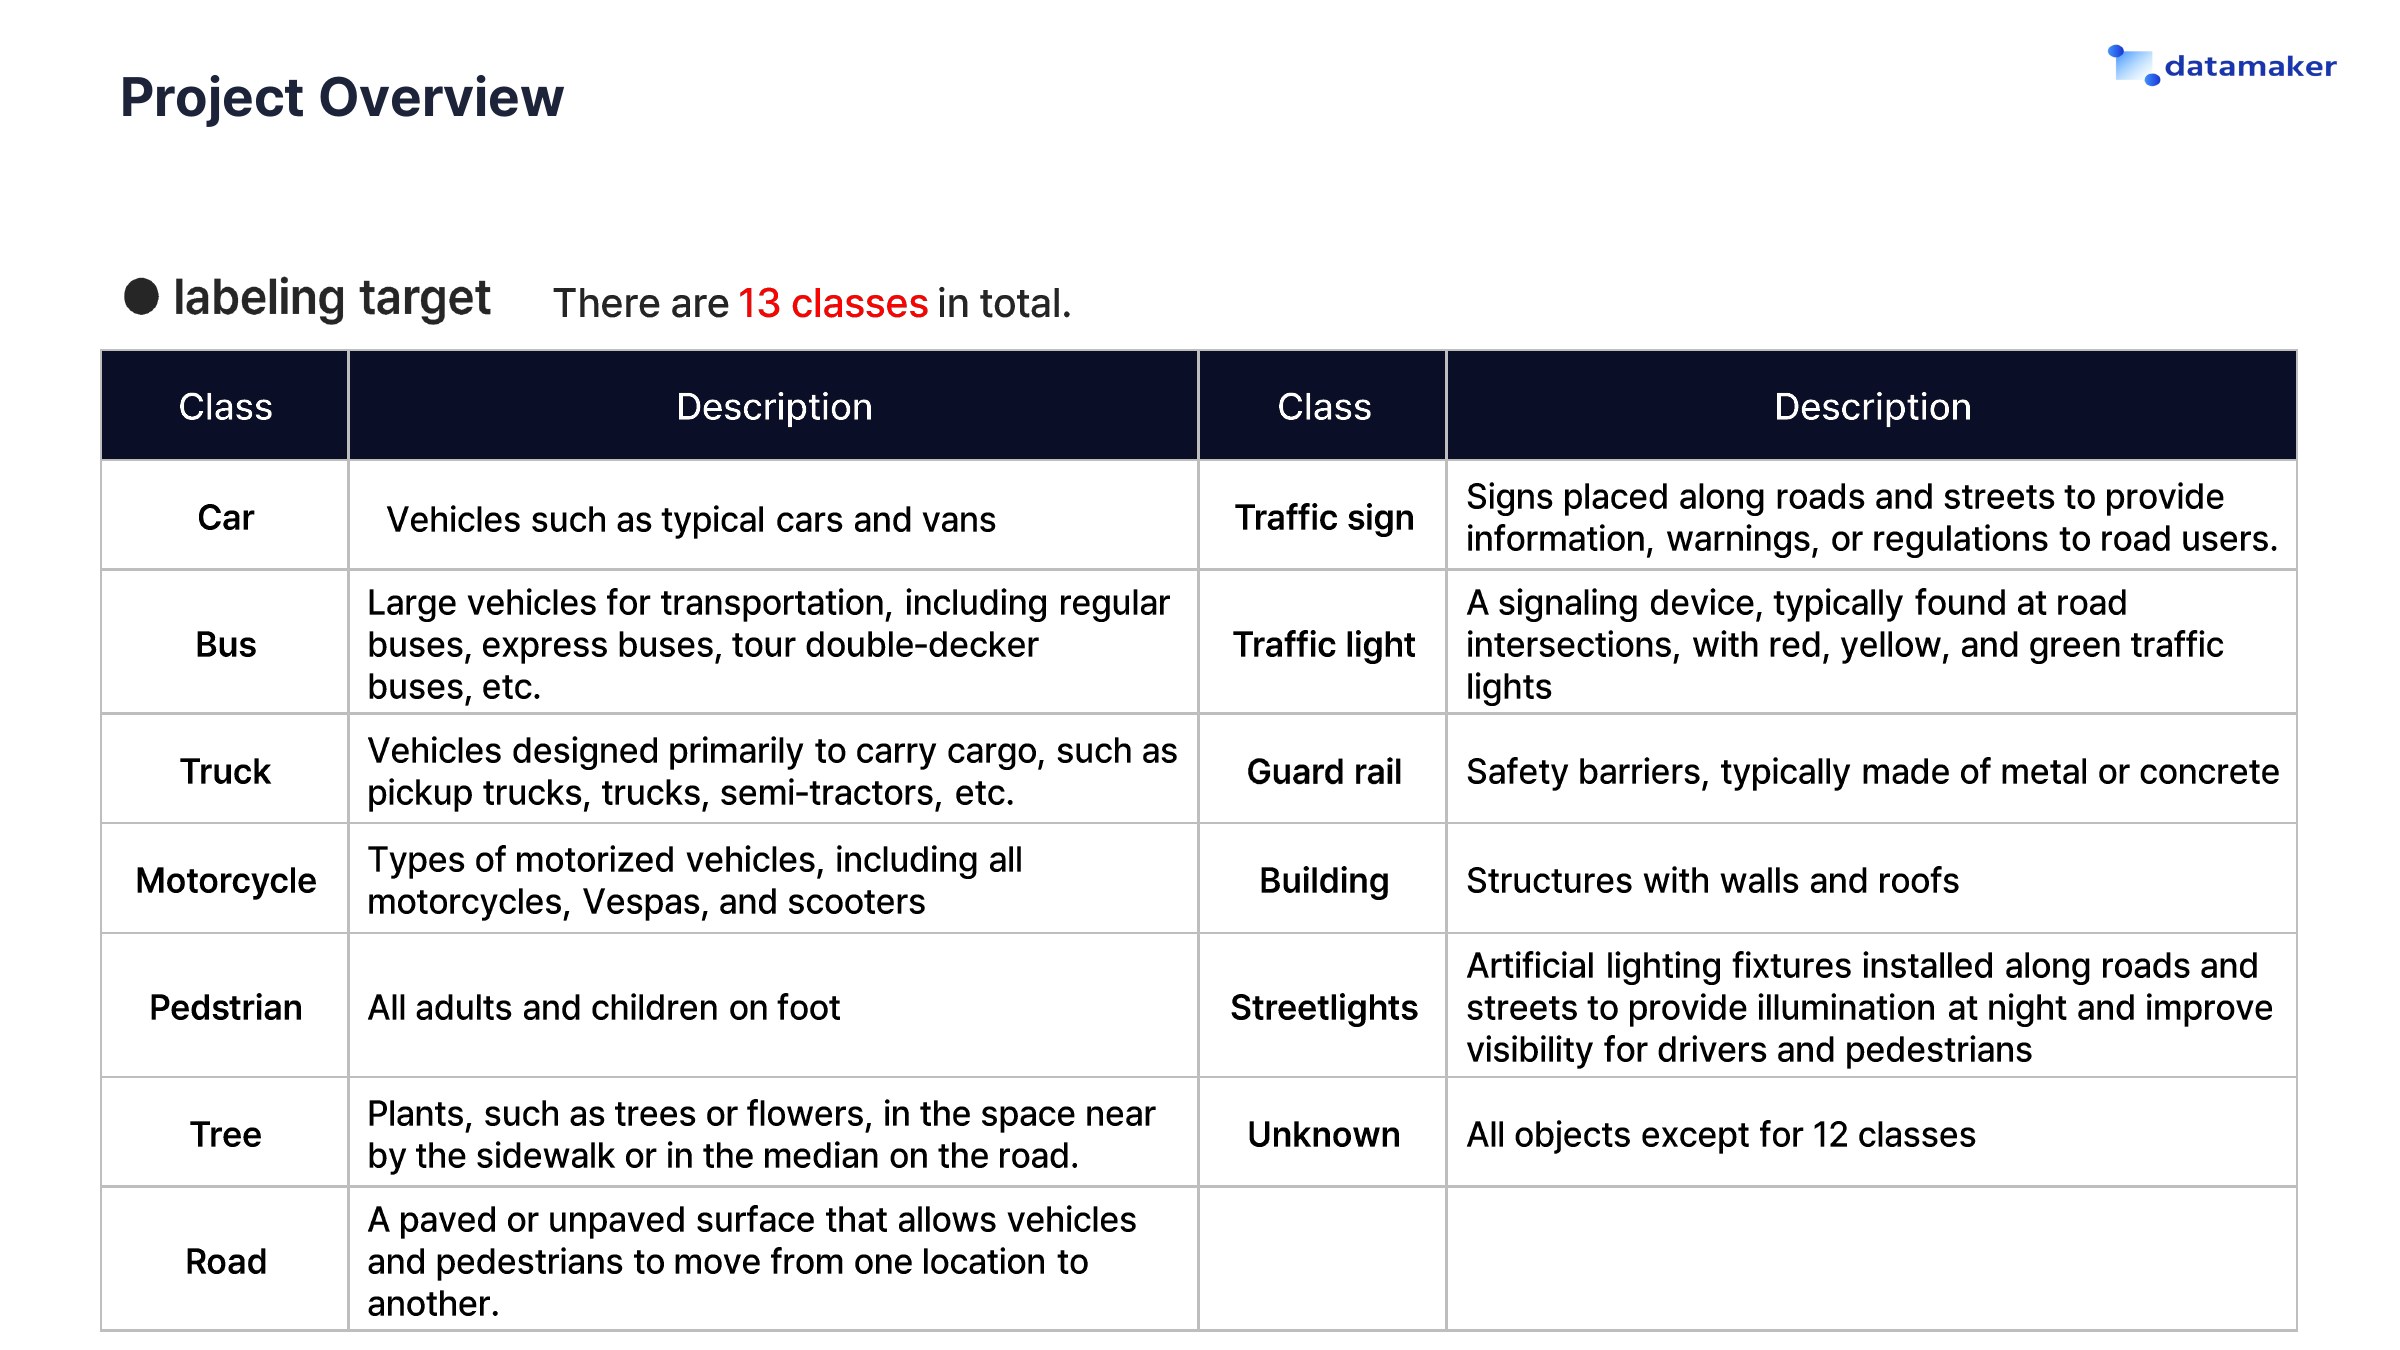 Project Overview
datamaker
● labeling target There are 13 classes in total.
Class Description Class Description
Car
Vehicles such as typical cars and vans
Traffic sign
Signs placed along roads and streets to provide
information, warnings, or regulations to road users.
Bus
Large vehicles for transportation, including regular
buses, express buses, tour double-decker
buses, etc.
Traffic light
A signaling device, typically found at road
intersections, with red, yellow, and green traffic
lights
Truck
Vehicles designed primarily to carry cargo, such as
pickup trucks, trucks, semi-tractors, etc.
Guard rail
Safety barriers, typically made of metal or concrete
Motorcycle
Types of motorized vehicles, including all
motorcycles, Vespas, and scooters
Building
Structures with walls and roofs
Pedstrian
All adults and children on foot
Streetlights
Artificial lighting fixtures installed along roads and
streets to provide illumination at night and improve
visibility for drivers and pedestrians
Tree
Plants, such as trees or flowers, in the space near
by the sidewalk or in the median on the road.
Unknown
All objects except for 12 classes
Road
A paved or unpaved surface that allows vehicles
and pedestrians to move from one location to
another.